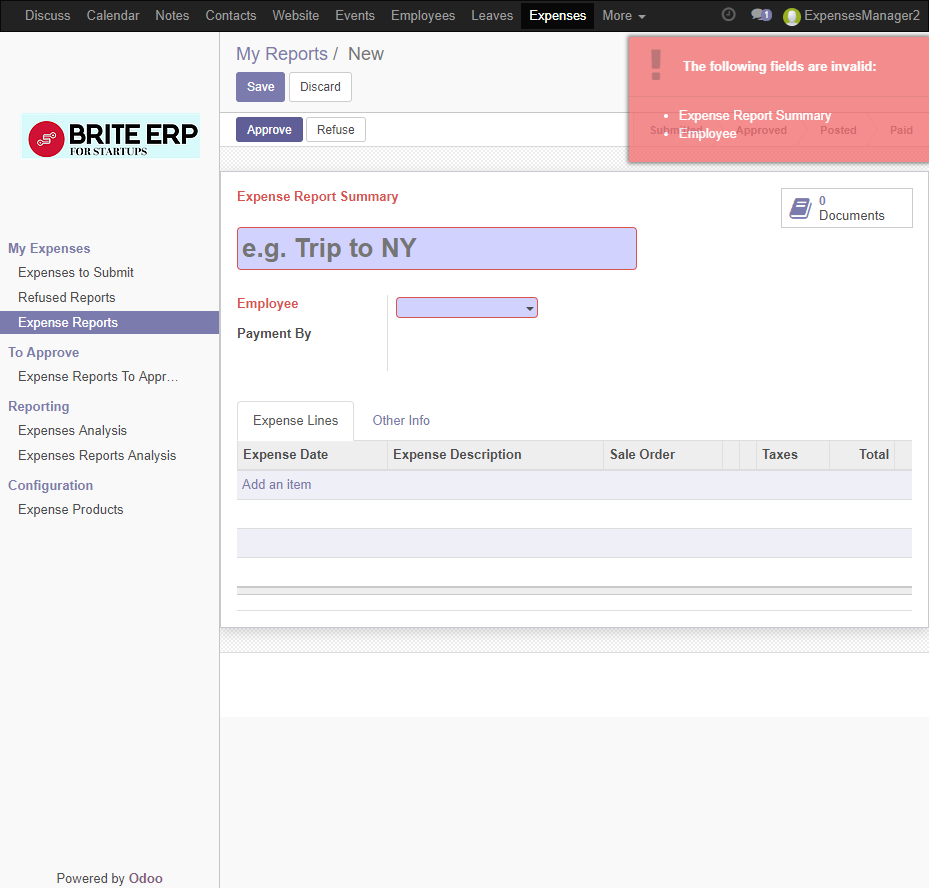 Discuss Calendar Notes Contacts Website Events Employees Leaves Expenses More 1 ExpensesManager2
My Reports / New
Save Discard
Approve Refuse
The following fields are invalid:
Expense Report Summary
Employee
Submitted Approved Posted Paid
BRITE ERP
FOR STARTUPS
My Expenses
Expenses to Submit
Refused Reports
Expense Reports
To Approve
Expense Reports To Appr…
Reporting
Expenses Analysis
Expenses Reports Analysis
Configuration
Expense Products
Powered by Odoo
Expense Report Summary
0
Documents
e.g. Trip to NY
Employee
Payment By
Expense Lines Other Info
Expense Date Expense Description Sale Order Taxes Total
Add an item